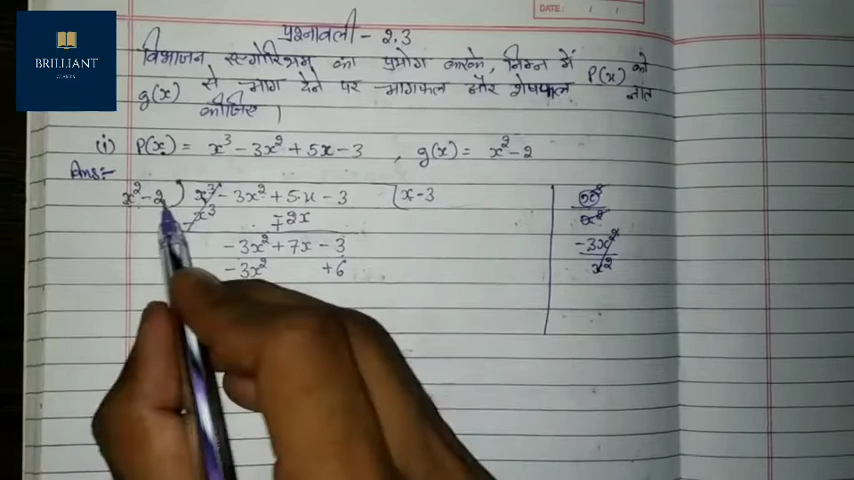 BRILLIANT
DATE:
प्रश्नावली - 2.3
विभाजन एल्गोरिथम का प्रयोग करके, निम्न में P(x) को
g(x) से भाग देने पर भागफल और शेषफल ज्ञात
कीजिए ।
(i) P(x) = x³ - 3x² + 5x - 3 , g(x) = x² - 2
Ans:-
x² - 2 ) x³ - 3x² + 5x - 3 ( x - 3
x³ ∓2x
-3x² + 7x - 3
-3x² +6
x²
-3x²
x²